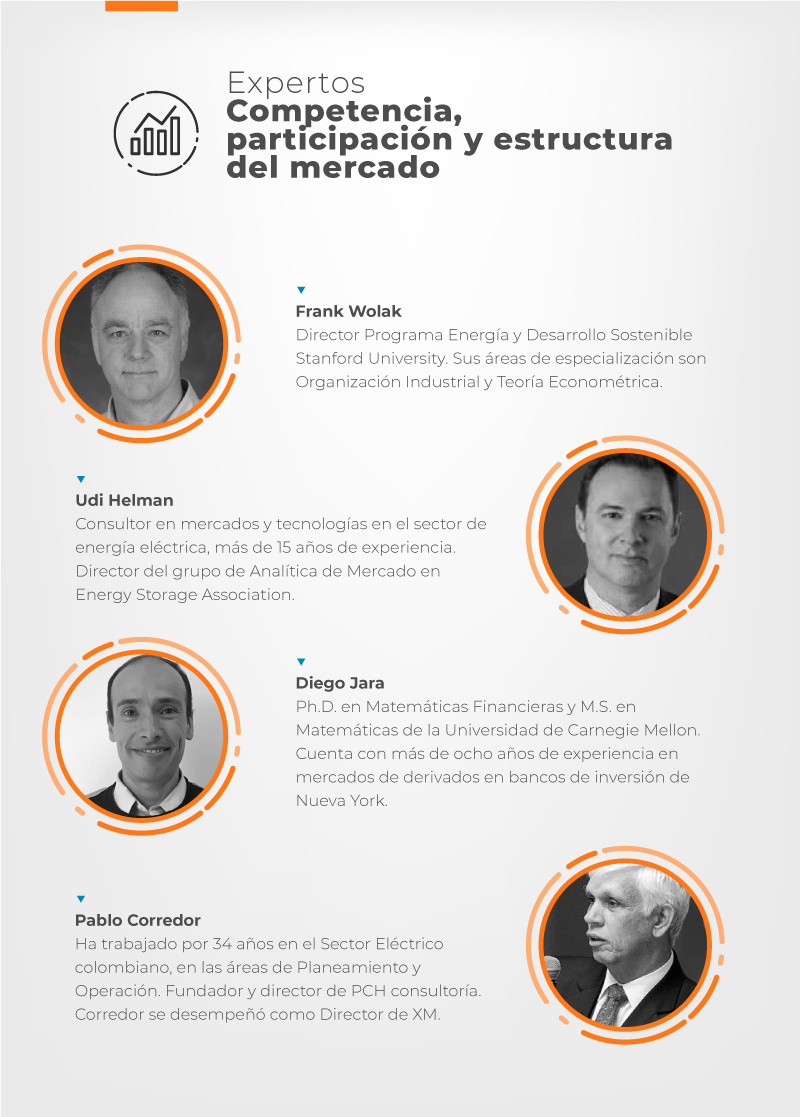 Expertos
Competencia,
participación y estructura
del mercado
Frank Wolak
Director Programa Energía y Desarrollo Sostenible
Stanford University. Sus áreas de especialización son
Organización Industrial y Teoría Econométrica.
Udi Helman
Consultor en mercados y tecnologías en el sector de
energía eléctrica, más de 15 años de experiencia.
Director del grupo de Analítica de Mercado en
Energy Storage Association.
Diego Jara
Ph.D. en Matemáticas Financieras y M.S. en
Matemáticas de la Universidad de Carnegie Mellon.
Cuenta con más de ocho años de experiencia en
mercados de derivados en bancos de inversión de
Nueva York.
Pablo Corredor
Ha trabajado por 34 años en el Sector Eléctrico
colombiano, en las áreas de Planeamiento y
Operación. Fundador y director de PCH consultoría.
Corredor se desempeñó como Director de XM.